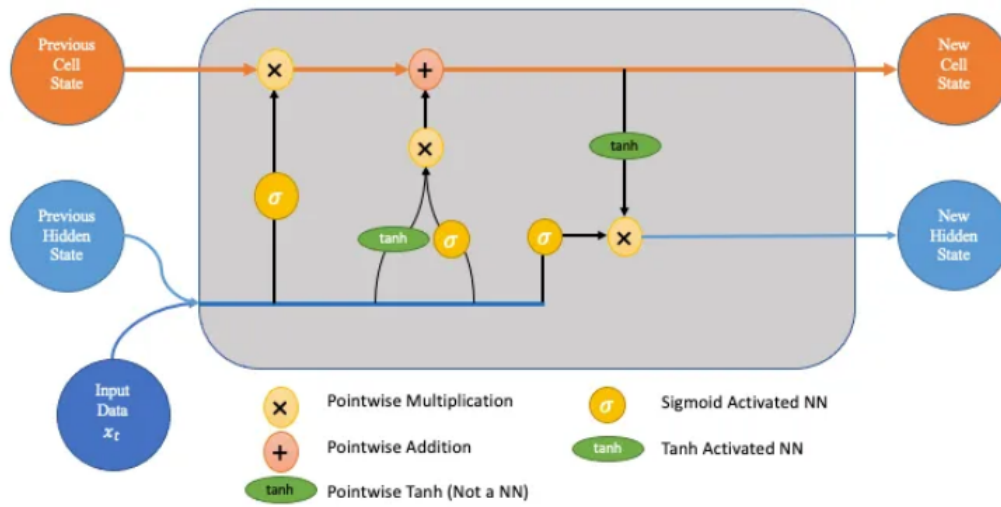 Previous
Cell
State
×
+
New
Cell
State
×
tanh
σ
Previous
Hidden
State
tanh
σ
σ
×
New
Hidden
State
Input
Data
xₜ
× Pointwise Multiplication
σ Sigmoid Activated NN
+ Pointwise Addition
tanh Tanh Activated NN
tanh Pointwise Tanh (Not a NN)